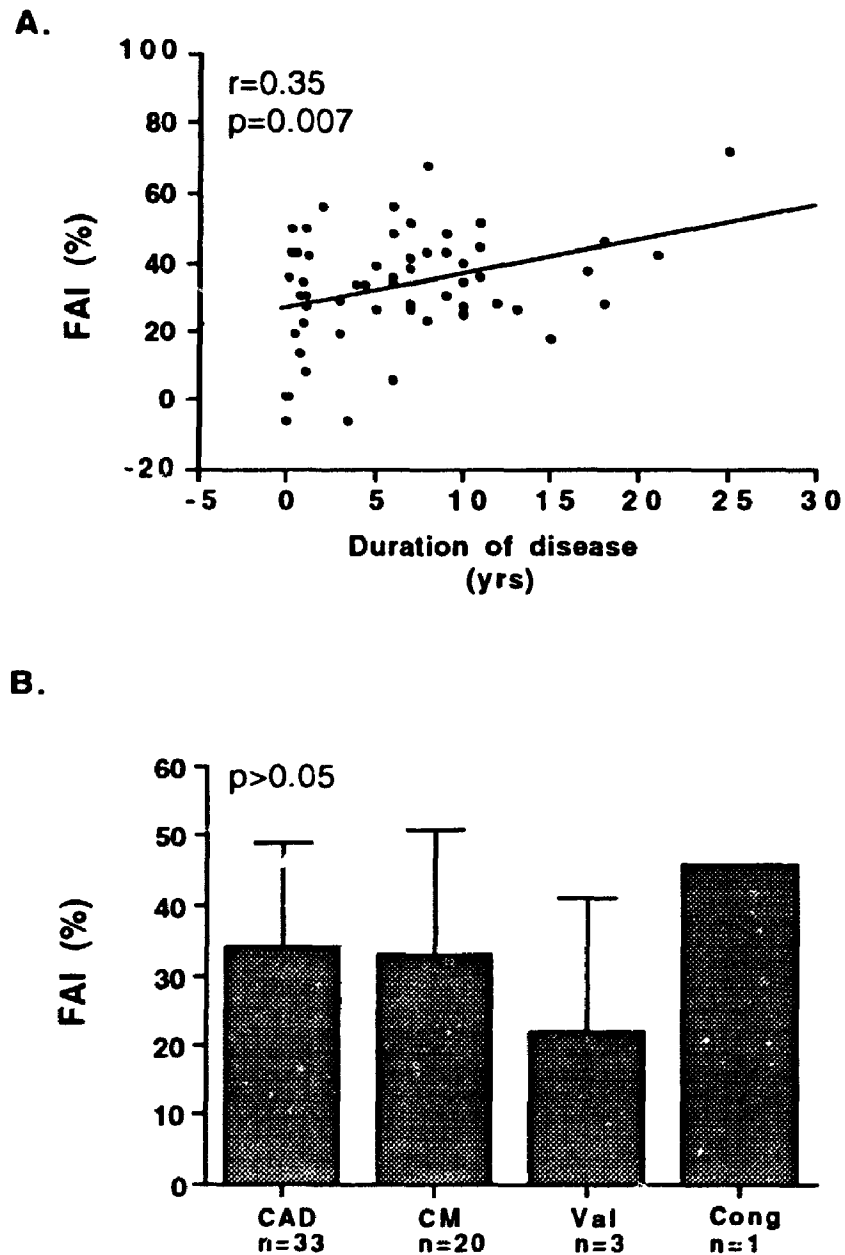 A.
100
80
60
40
20
0
-20
r=0.35
p=0.007
FAI (%)
-5 0 5 10 15 20 25 30
Duration of disease
(yrs)
B.
60
50
40
30
20
10
0
p>0.05
FAI (%)
CAD CM Val Cong
n=33 n=20 n=3 n=1